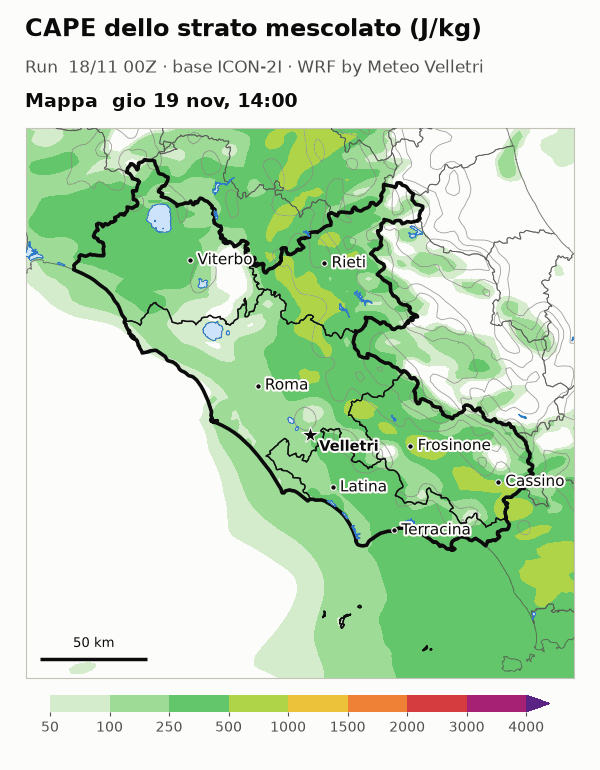 CAPE dello strato mescolato (J/kg)
Run  18/11 00Z · base ICON-2I · WRF by Meteo Velletri
Mappa  gio 19 nov, 14:00
Viterbo
Rieti
Roma
Velletri
Frosinone
Cassino
Latina
Terracina
50 km
50 100 250 500 1000 1500 2000 3000 4000